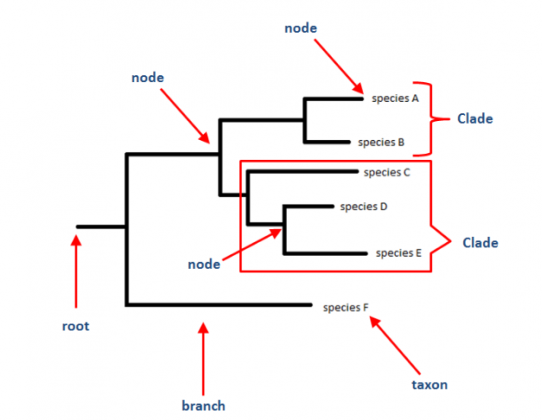 node
node
species A
Clade
species B
species C
species D
Clade
species E
node
species F
root
taxon
branch